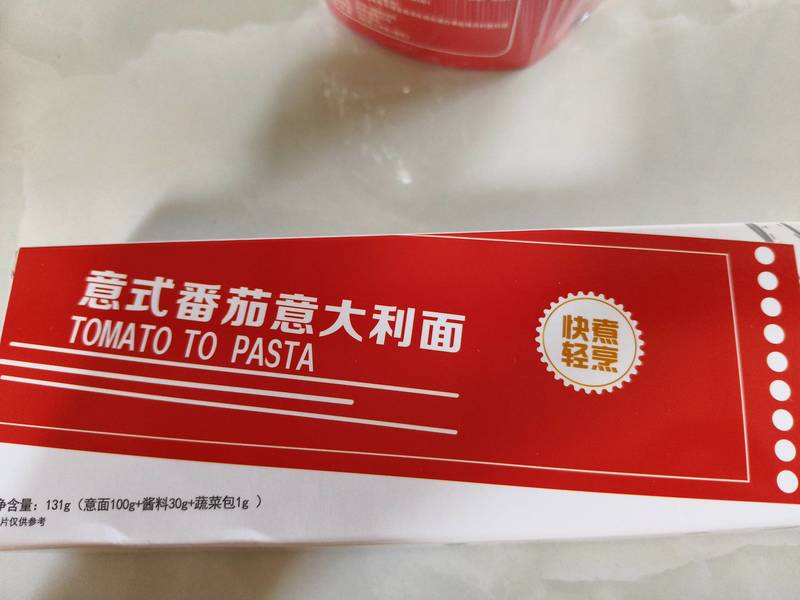 意式番茄意大利面
TOMATO TO PASTA
快煮
轻烹
净含量：131g（意面100g+酱料30g+蔬菜包1g ）
片仅供参考